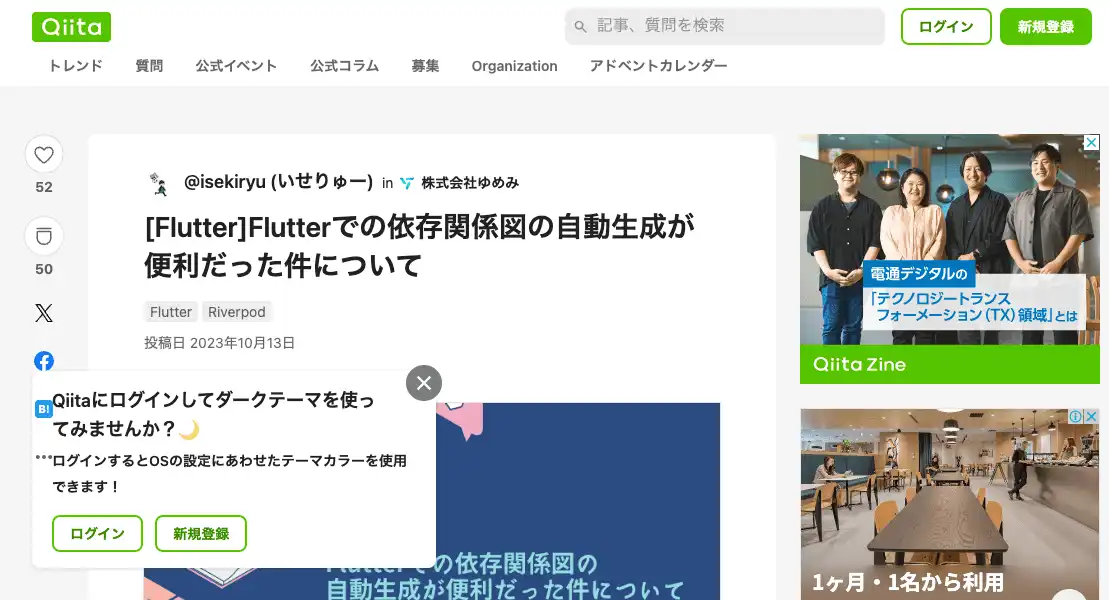 Qiita
記事、質問を検索
ログイン
新規登録
トレンド
質問
公式イベント
公式コラム
募集
Organization
アドベントカレンダー
52
50
@isekiryu (いせりゅー) in 株式会社ゆめみ
[Flutter]Flutterでの依存関係図の自動生成が
便利だった件について
Flutter
Riverpod
投稿日 2023年10月13日
B!
Qiitaにログインしてダークテーマを使っ
てみませんか？🌙
ログインするとOSの設定にあわせたテーマカラーを使用
できます！
ログイン
新規登録
Flutterでの依存関係図の
自動生成が便利だった件について
電通デジタルの
「テクノロジートランス
フォーメーション（TX）領域」とは
Qiita Zine
1ヶ月・1名から利用